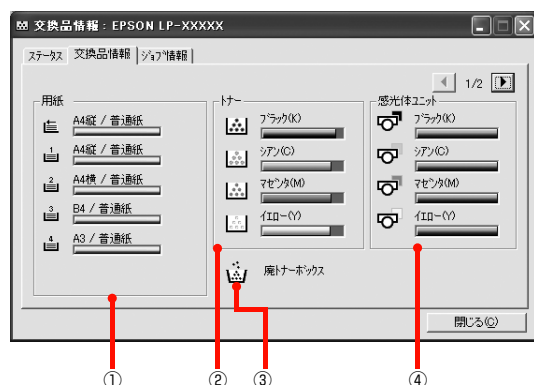 交換品情報 : EPSON LP-XXXXX
ステータス 交換品情報 ジョブ情報
1/2
用紙
A4縦 / 普通紙
1 A4縦 / 普通紙
2 A4横 / 普通紙
3 B4 / 普通紙
4 A3 / 普通紙
トナー
ブラック(K)
シアン(C)
マゼンタ(M)
イエロー(Y)
廃トナーボックス
感光体ユニット
ブラック(K)
シアン(C)
マゼンタ(M)
イエロー(Y)
閉じる(C)
① ② ③ ④